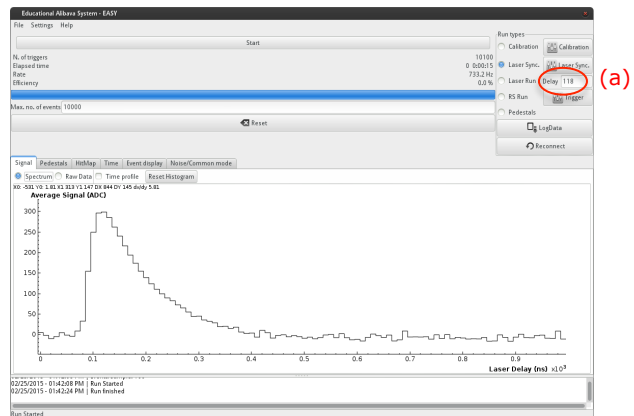 Educational Alibava System - EASY
File Settings Help
Start
N. of triggers 10100
Elapsed time 0 0:00:15
Rate 733.2 Hz
Efficiency 0.0 %
Max. no. of events 10000
Reset
Run types
Calibration Calibration
Laser Sync. Laser Sync.
Laser Run Delay 118
(a)
RS Run Trigger
Pedestals
LogData
Reconnect
Signal Pedestals HitMap Time Event display Noise/Common mode
Spectrum Raw Data Time profile Reset Histogram
X0: -531 Y0: 1.81 X1 313 Y1 147 DX 844 DY 145 dx/dy 5.81
Average Signal (ADC)
300
250
200
150
100
50
0
0 0.1 0.2 0.3 0.4 0.5 0.6 0.7 0.8 0.9
Laser Delay (ns) x10³
02/25/2015 - 01:42:08 PM | Run Started
02/25/2015 - 01:42:24 PM | Run finished
Run Started